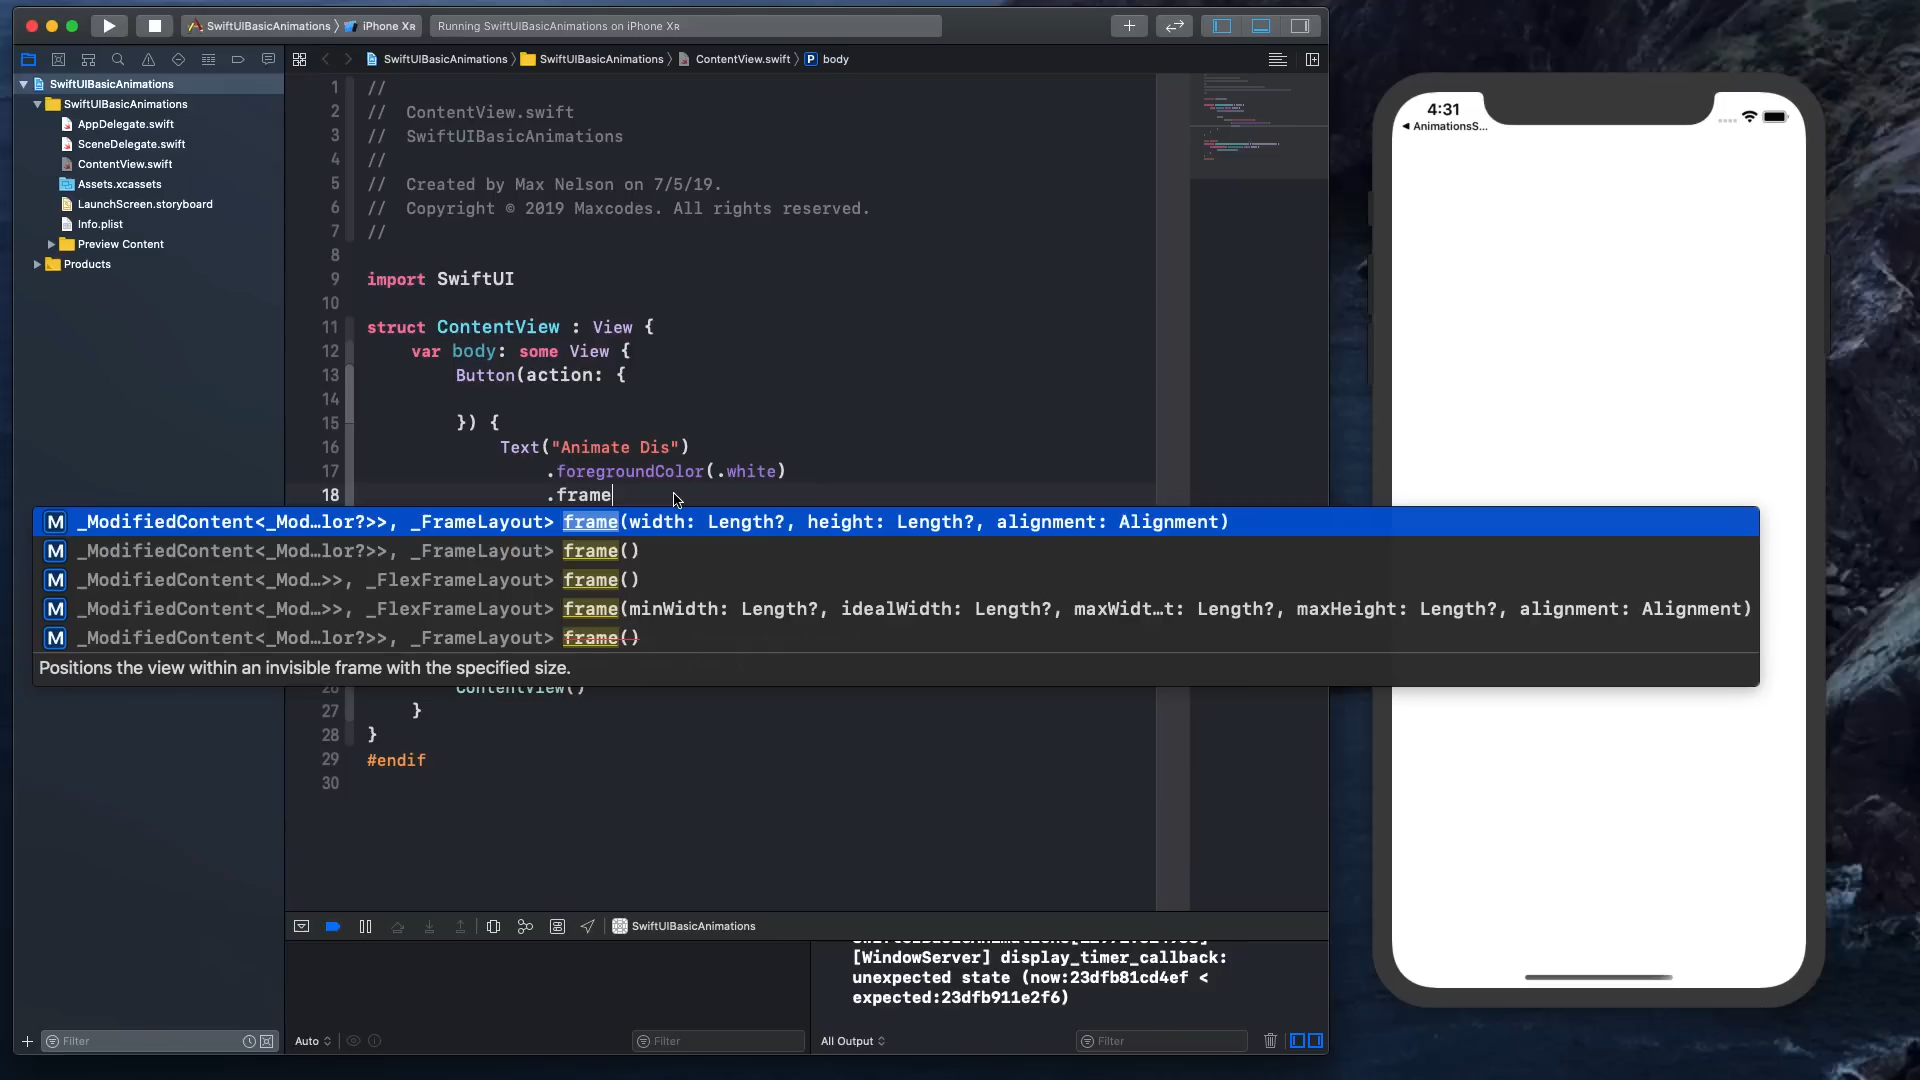 SwiftUIBasicAnimations 〉 iPhone Xʀ
Running SwiftUIBasicAnimations on iPhone Xʀ
SwiftUIBasicAnimations 〉 SwiftUIBasicAnimations 〉 ContentView.swift 〉 P body
SwiftUIBasicAnimations
SwiftUIBasicAnimations
AppDelegate.swift
SceneDelegate.swift
ContentView.swift
Assets.xcassets
LaunchScreen.storyboard
Info.plist
Preview Content
Products
1 //
2 //  ContentView.swift
3 //  SwiftUIBasicAnimations
4 //
5 //  Created by Max Nelson on 7/5/19.
6 //  Copyright © 2019 Maxcodes. All rights reserved.
7 //
8
9 import SwiftUI
10
11 struct ContentView : View {
12 var body: some View {
13 Button(action: {
14
15 }) {
16 Text("Animate Dis")
17 .foregroundColor(.white)
18 .frame
M _ModifiedContent<_Mod…lor?>>, _FrameLayout> frame(width: Length?, height: Length?, alignment: Alignment)
M _ModifiedContent<_Mod…lor?>>, _FrameLayout> frame()
M _ModifiedContent<_Mod…>>, _FlexFrameLayout> frame()
M _ModifiedContent<_Mod…>>, _FlexFrameLayout> frame(minWidth: Length?, idealWidth: Length?, maxWidt…t: Length?, maxHeight: Length?, alignment: Alignment)
M _ModifiedContent<_Mod…lor?>>, _FrameLayout> frame()
Positions the view within an invisible frame with the specified size.
26 ContentView()
27 }
28 }
29 #endif
30
SwiftUIBasicAnimations
[WindowServer] display_timer_callback:
unexpected state (now:23dfb81cd4ef <
expected:23dfb911e2f6)
Filter
Auto
Filter
All Output
Filter
4:31
AnimationsS...